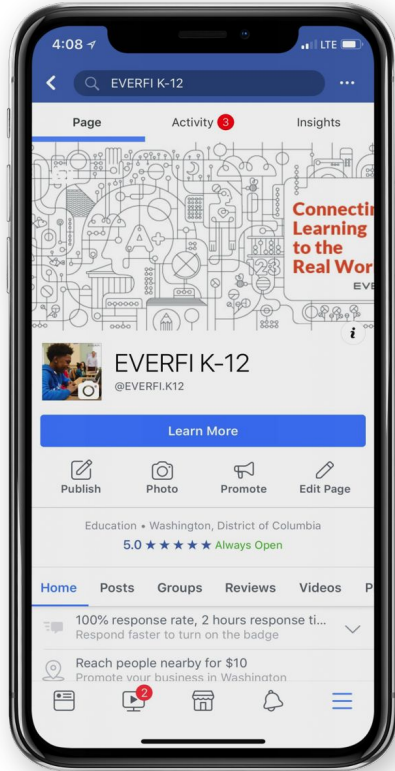 4:08 LTE
EVERFI K-12
Page Activity 3 Insights
Connectin
Learning
to the
Real Wor
EVE
EVERFI K-12
@EVERFI.K12
Learn More
Publish Photo Promote Edit Page
Education • Washington, District of Columbia
5.0 ★★★★★ Always Open
Home Posts Groups Reviews Videos P
100% response rate, 2 hours response ti...
Respond faster to turn on the badge
Reach people nearby for $10
Promote your business in Washington
2